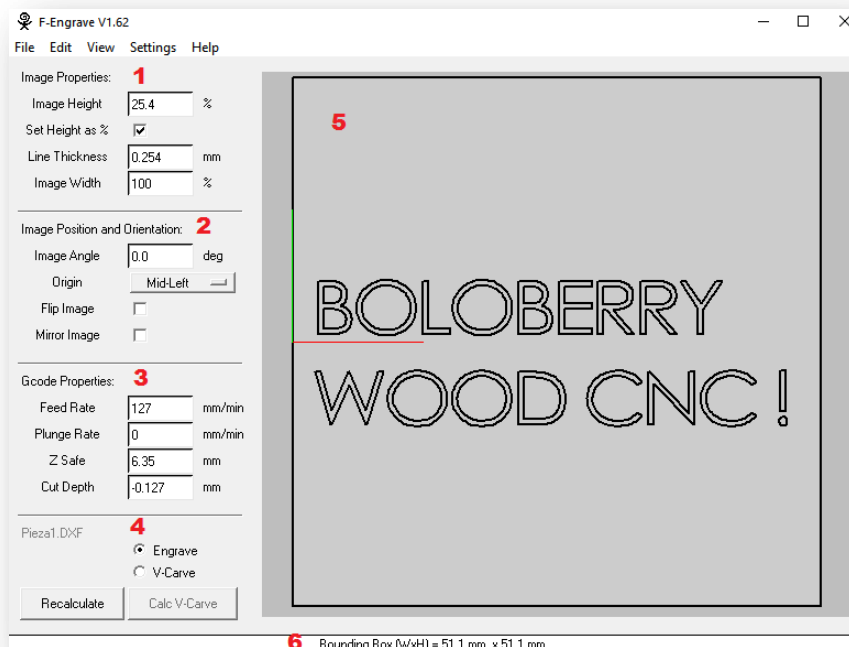 F-Engrave V1.62
File Edit View Settings Help
Image Properties: 1
Image Height 25.4 %
Set Height as %
Line Thickness 0.254 mm
Image Width 100 %
Image Position and Orientation: 2
Image Angle 0.0 deg
Origin Mid-Left
Flip Image
Mirror Image
Gcode Properties: 3
Feed Rate 127 mm/min
Plunge Rate 0 mm/min
Z Safe 6.35 mm
Cut Depth -0.127 mm
Pieza1.DXF 4
Engrave
V-Carve
Recalculate Calc V-Carve
5
BOLOBERRY
WOOD CNC !
6 Bounding Box (WxH) = 51.1 mm x 51.1 mm